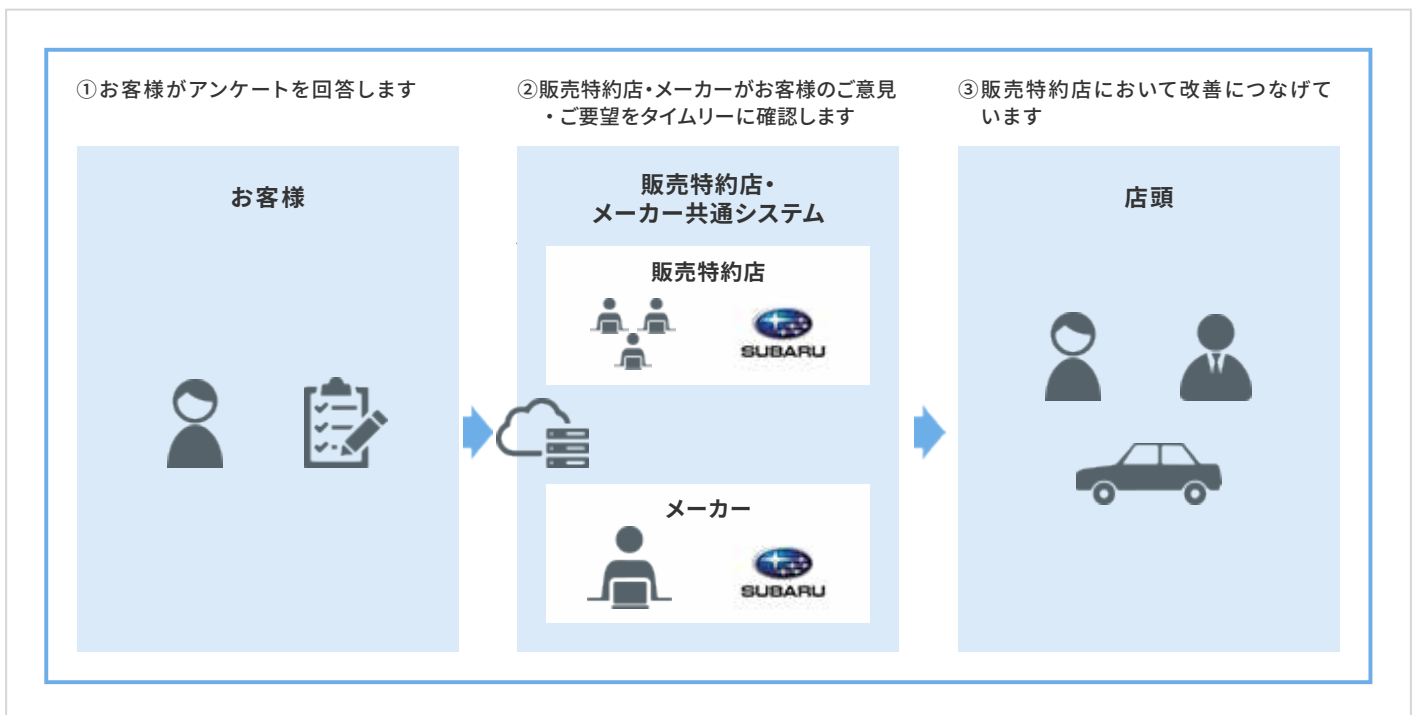 ①お客様がアンケートを回答します
②販売特約店・メーカーがお客様のご意見
・ご要望をタイムリーに確認します
③販売特約店において改善につなげて
います
お客様
販売特約店・
メーカー共通システム
販売特約店
SUBARU
メーカー
SUBARU
店頭